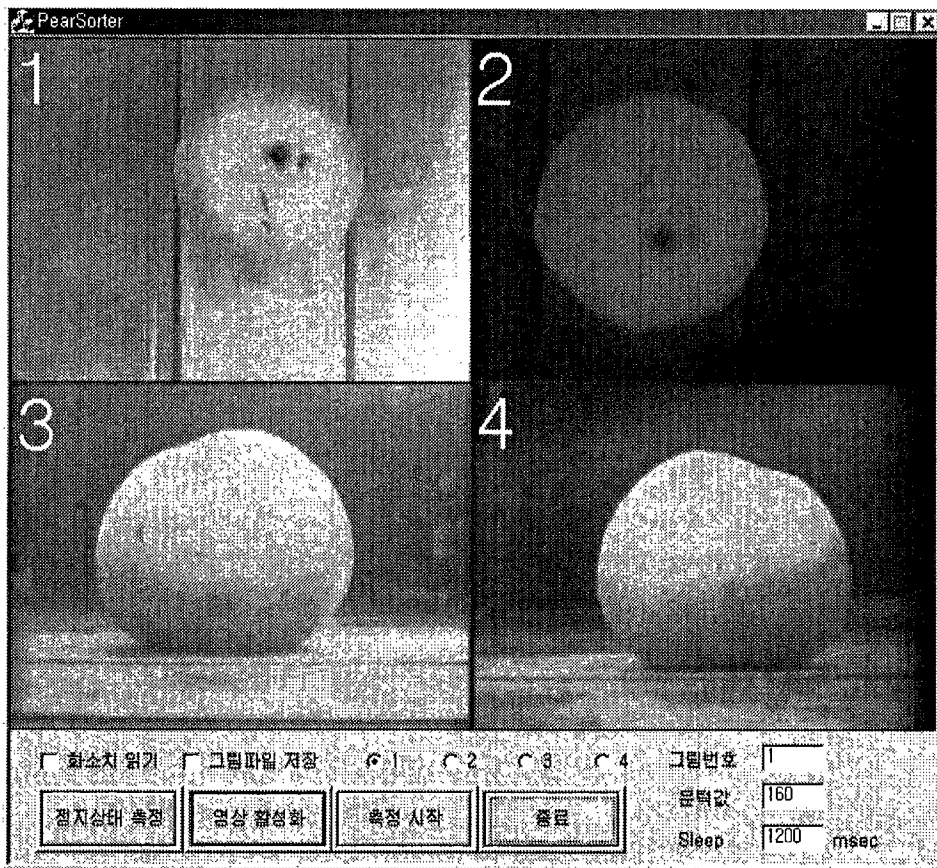 PearSorter
1
2
3
4
화소치 읽기 그림파일 저장 1 2 3 4 그림번호 1
문턱값 160
정지상태 측정 영상 활성화 측정 시작 종료
Sleep 1200 msec